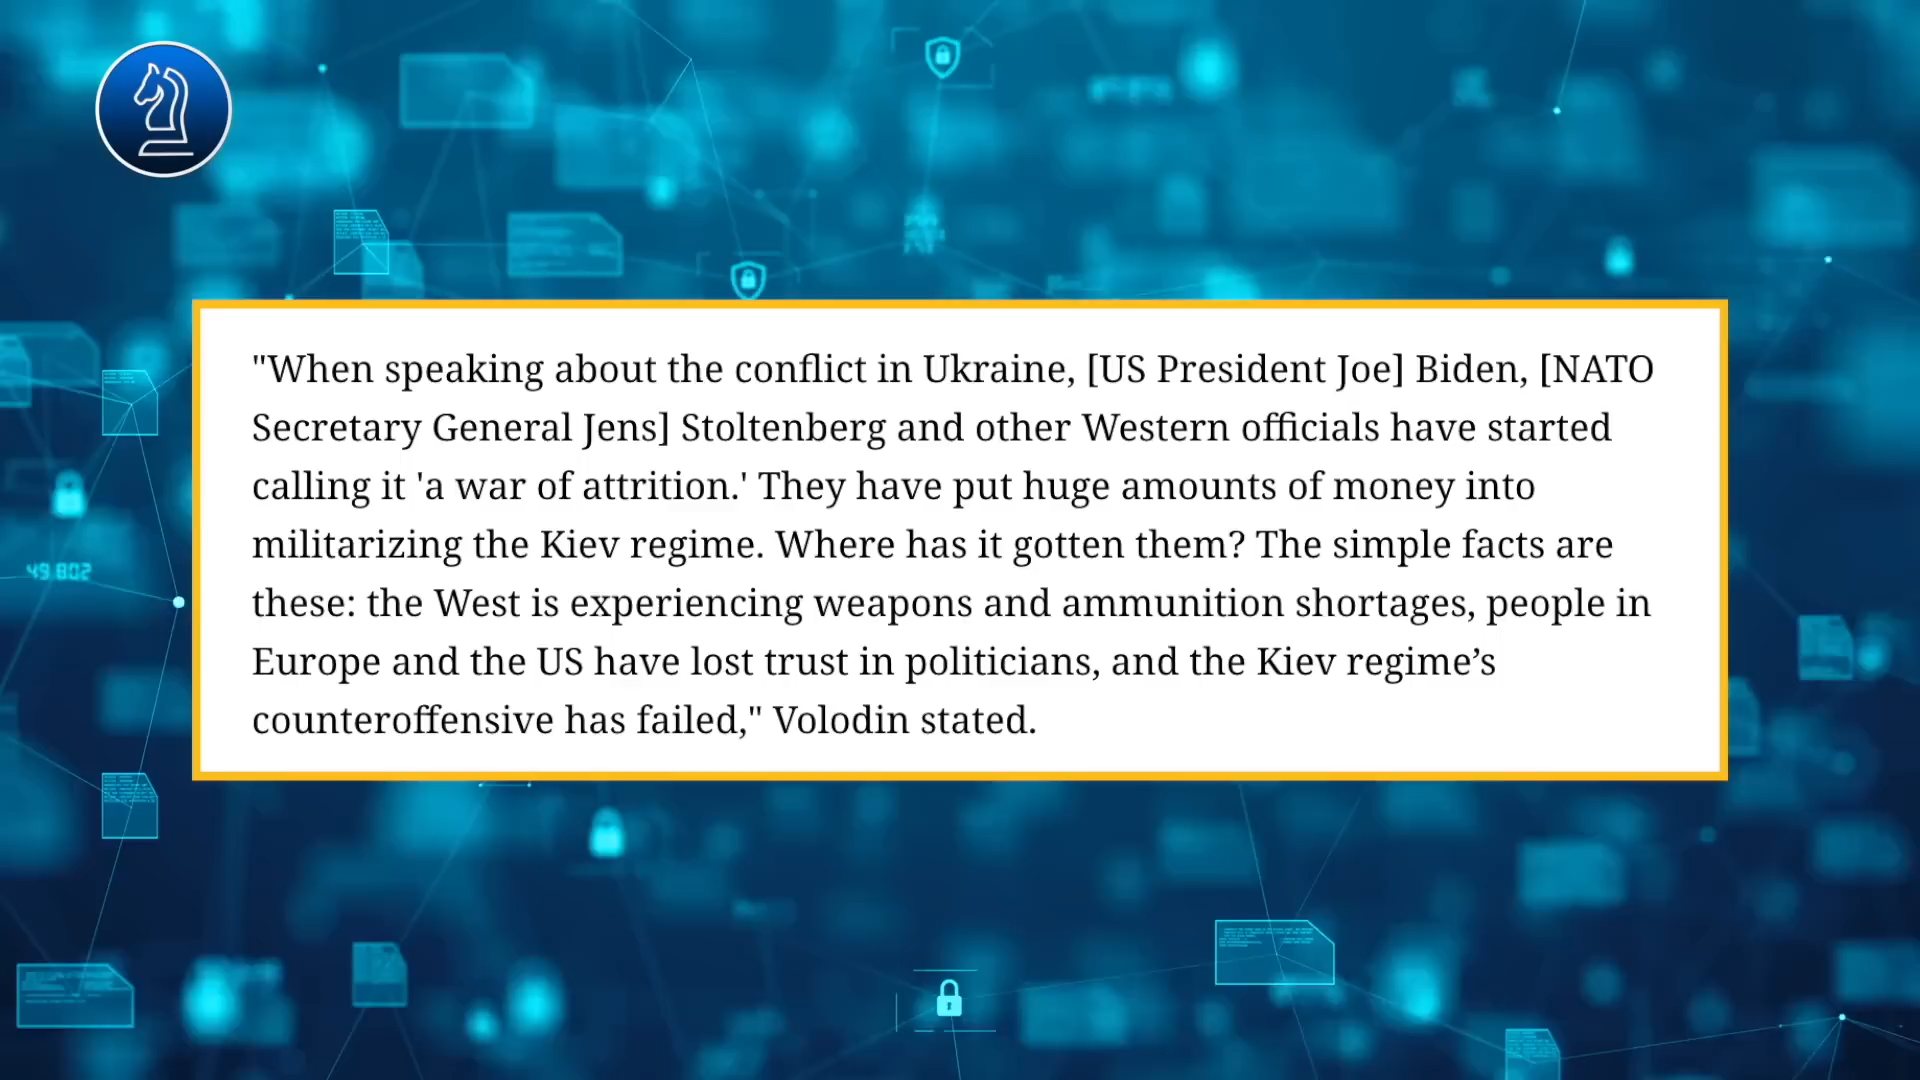 "When speaking about the conflict in Ukraine, [US President Joe] Biden, [NATO
Secretary General Jens] Stoltenberg and other Western officials have started
calling it 'a war of attrition.' They have put huge amounts of money into
militarizing the Kiev regime. Where has it gotten them? The simple facts are
these: the West is experiencing weapons and ammunition shortages, people in
Europe and the US have lost trust in politicians, and the Kiev regime’s
counteroffensive has failed," Volodin stated.
49 802